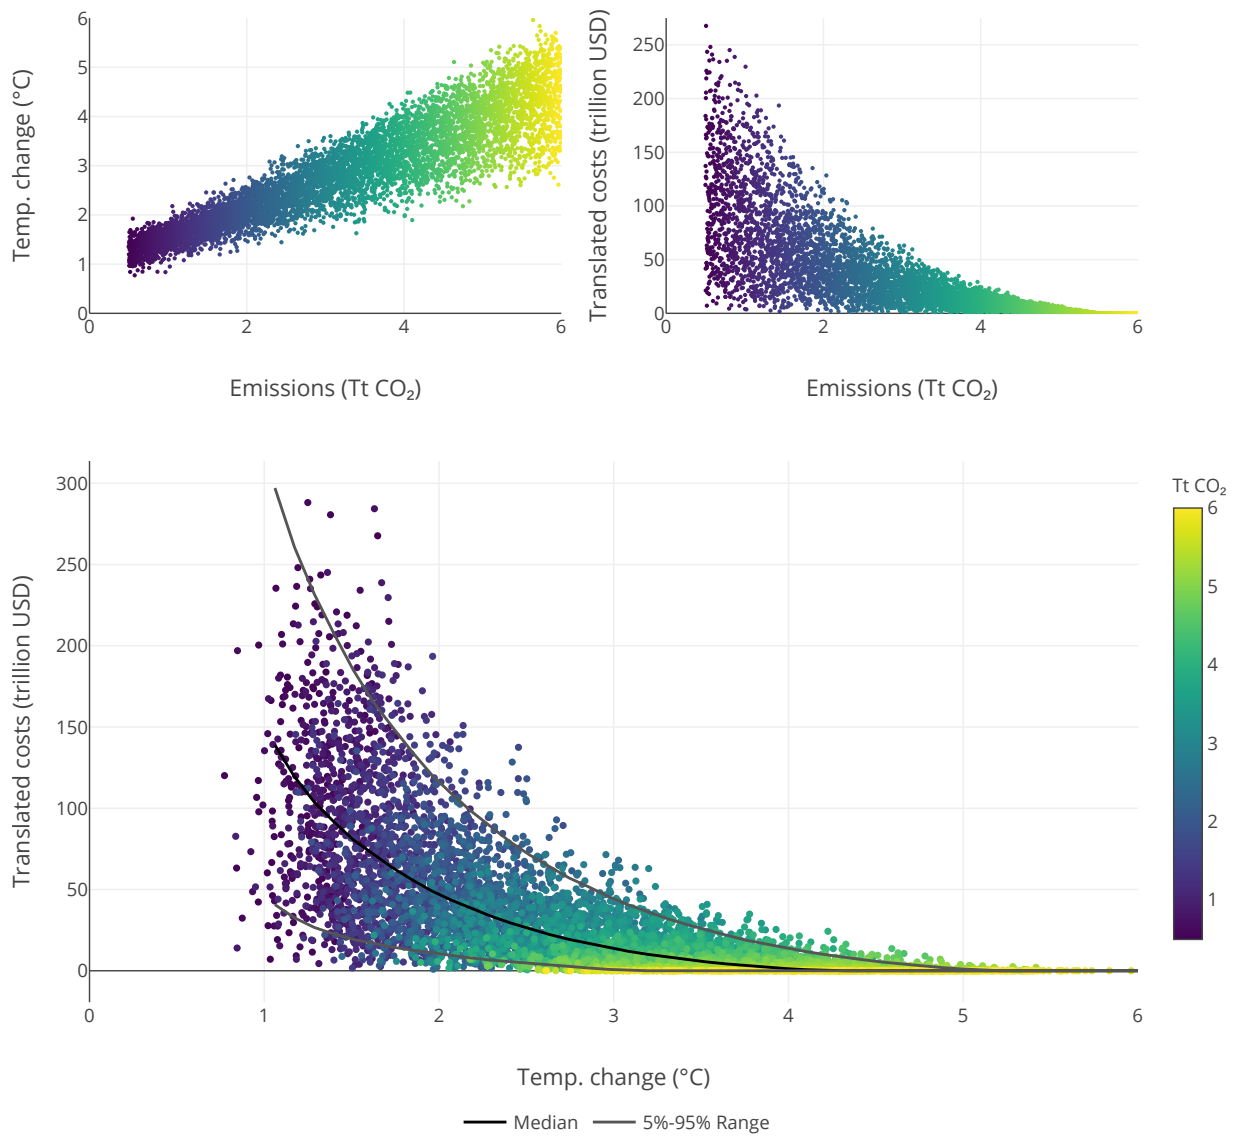 Temp. change (°C)
6
5
4
3
2
1
0
0 2 4 6
Emissions (Tt CO₂)
Translated costs (trillion USD)
250
200
150
100
50
0
0 2 4 6
Emissions (Tt CO₂)
Translated costs (trillion USD)
300
250
200
150
100
50
0
0 1 2 3 4 5 6
Temp. change (°C)
Median 5%-95% Range
Tt CO₂
6
5
4
3
2
1